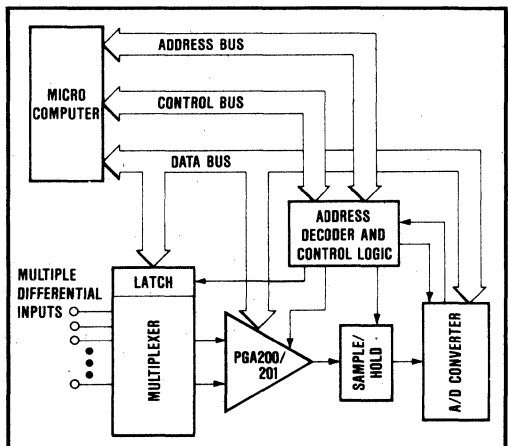 ADDRESS BUS
MICRO
COMPUTER
CONTROL BUS
DATA BUS
ADDRESS
DECODER AND
CONTROL LOGIC
MULTIPLE
DIFFERENTIAL
INPUTS
LATCH
MULTIPLEXER
PGA200/
201
SAMPLE/
HOLD
A/D CONVERTER